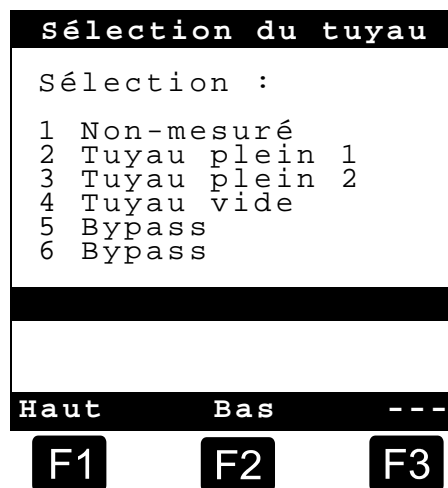 Sélection du tuyau
Sélection :
1 Non-mesuré
2 Tuyau plein 1
3 Tuyau plein 2
4 Tuyau vide
5 Bypass
6 Bypass
Haut Bas ---
F1 F2 F3